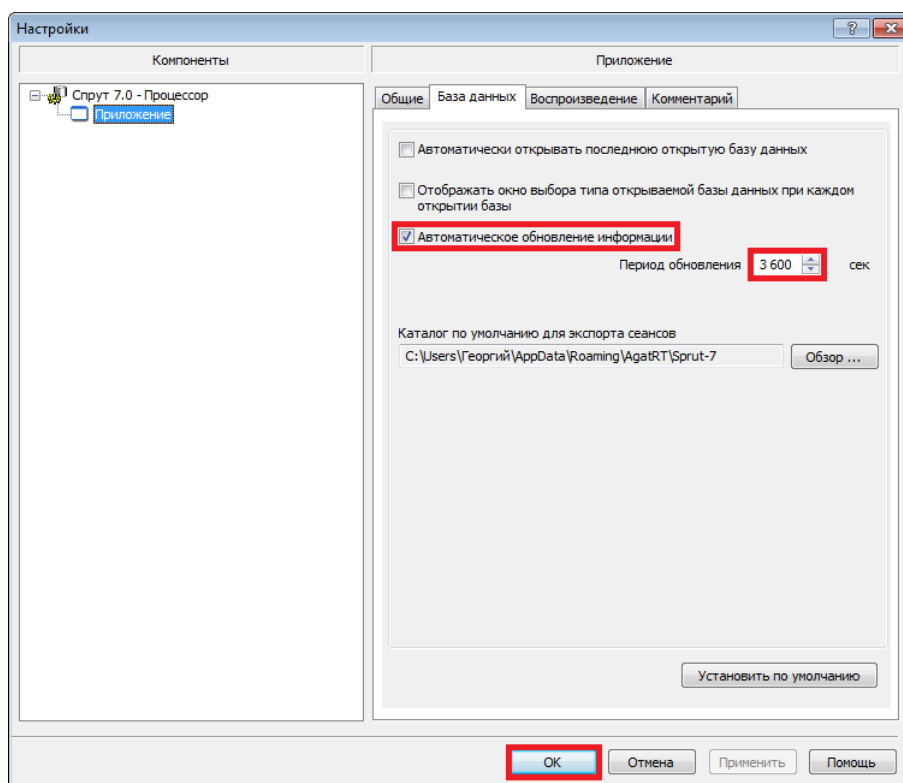 Настройки
Компоненты
Приложение
Спрут 7.0 - Процессор
Приложение
Общие База данных Воспроизведение Комментарий
Автоматически открывать последнюю открытую базу данных
Отображать окно выбора типа открываемой базы данных при каждом
открытии базы
Автоматическое обновление информации
Период обновления 3 600 сек
Каталог по умолчанию для экспорта сеансов
C:\Users\Георгий\AppData\Roaming\AgatRT\Sprut-7 Обзор ...
Установить по умолчанию
ОК Отмена Применить Помощь